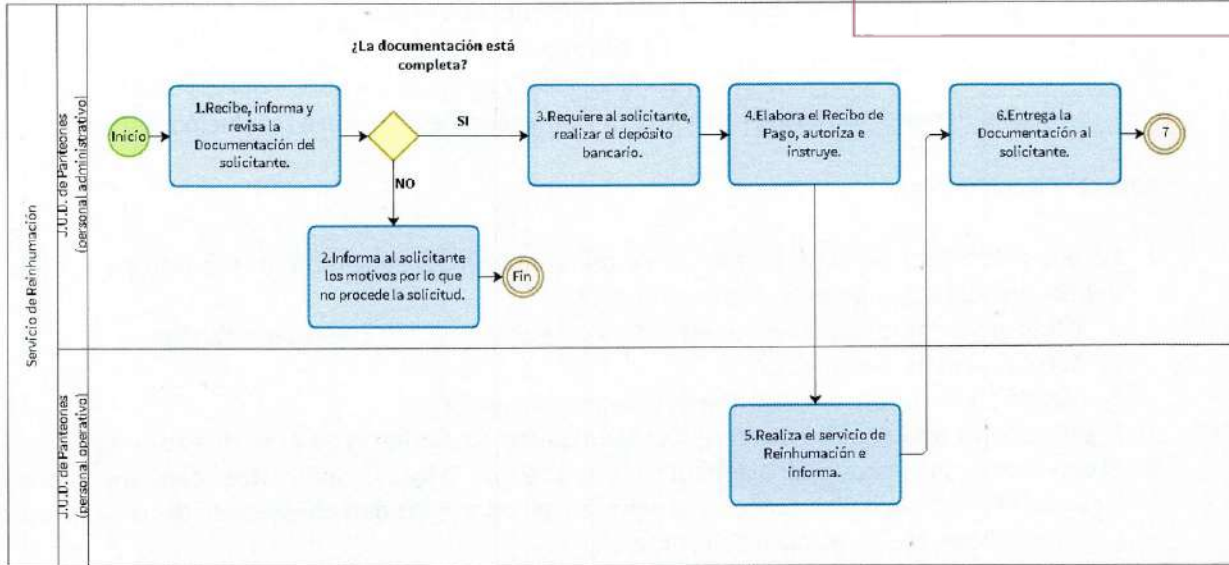 ¿La documentación está
completa?
Servicio de Reinhumación
J.U.D. de Panteones
(personal administrativo)
Inicio
1.Recibe, informa y
revisa la
Documentación del
solicitante.
SI
NO
2.Informa al solicitante
los motivos por lo que
no procede la solicitud.
Fin
3.Requiere al solicitante,
realizar el depósito
bancario.
4.Elabora el Recibo de
Pago, autoriza e
instruye.
6.Entrega la
Documentación al
solicitante.
7
J.U.D. de Panteones
(personal operativo)
5.Realiza el servicio de
Reinhumación e
informa.